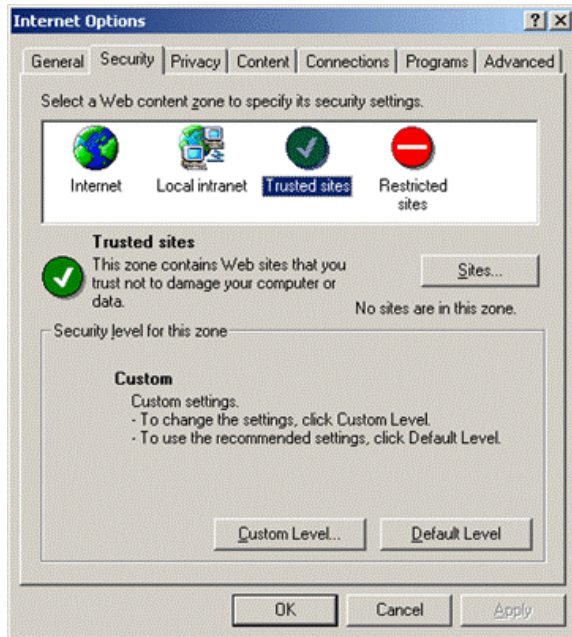 Internet Options
General Security Privacy Content Connections Programs Advanced
Select a Web content zone to specify its security settings.
Internet Local intranet Trusted sites Restricted
sites
Trusted sites
This zone contains Web sites that you
trust not to damage your computer or
data.
Sites...
No sites are in this zone.
Security level for this zone
Custom
Custom settings.
- To change the settings, click Custom Level.
- To use the recommended settings, click Default Level.
Custom Level... Default Level
OK Cancel Apply